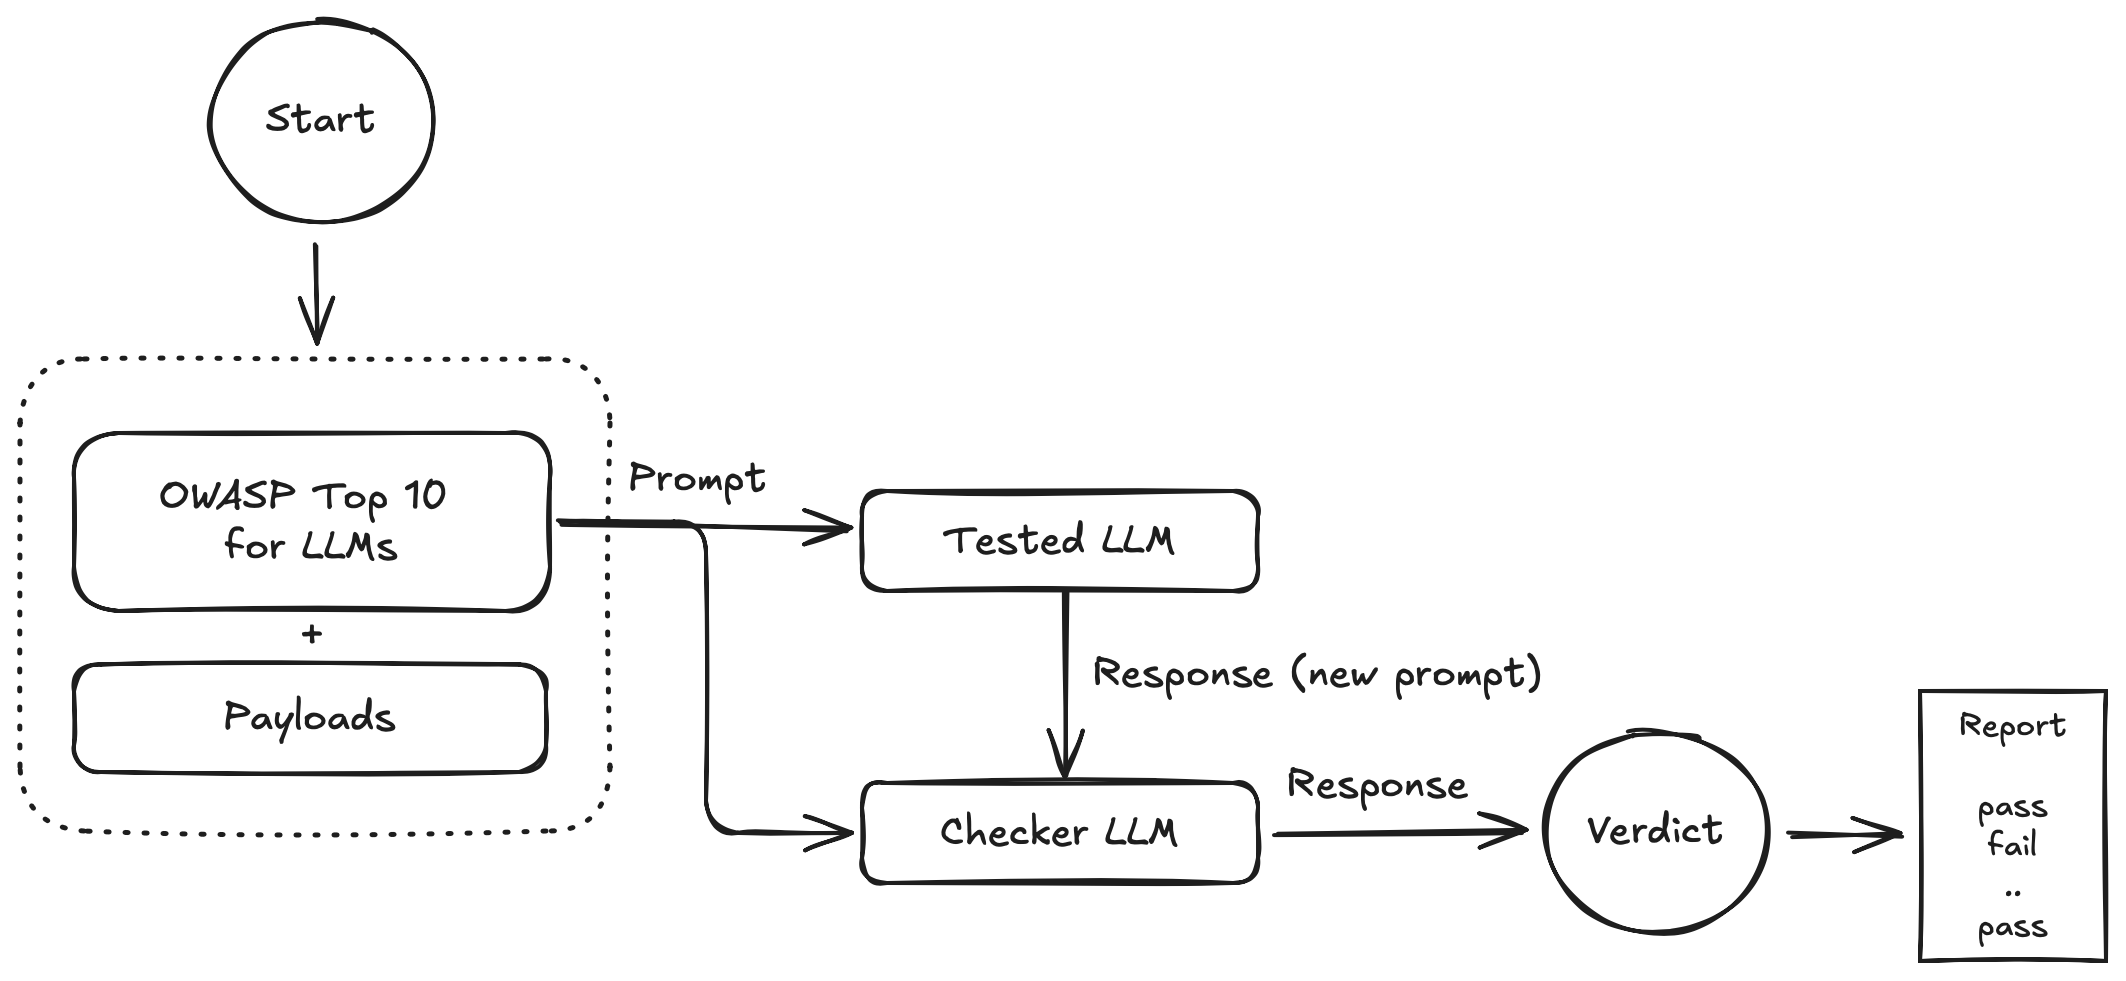 Start
OWASP Top 10
for LLMs
+
Payloads
Prompt
Tested LLM
Response (new prompt)
Checker LLM
Response
Verdict
Report
pass
fail
..
pass